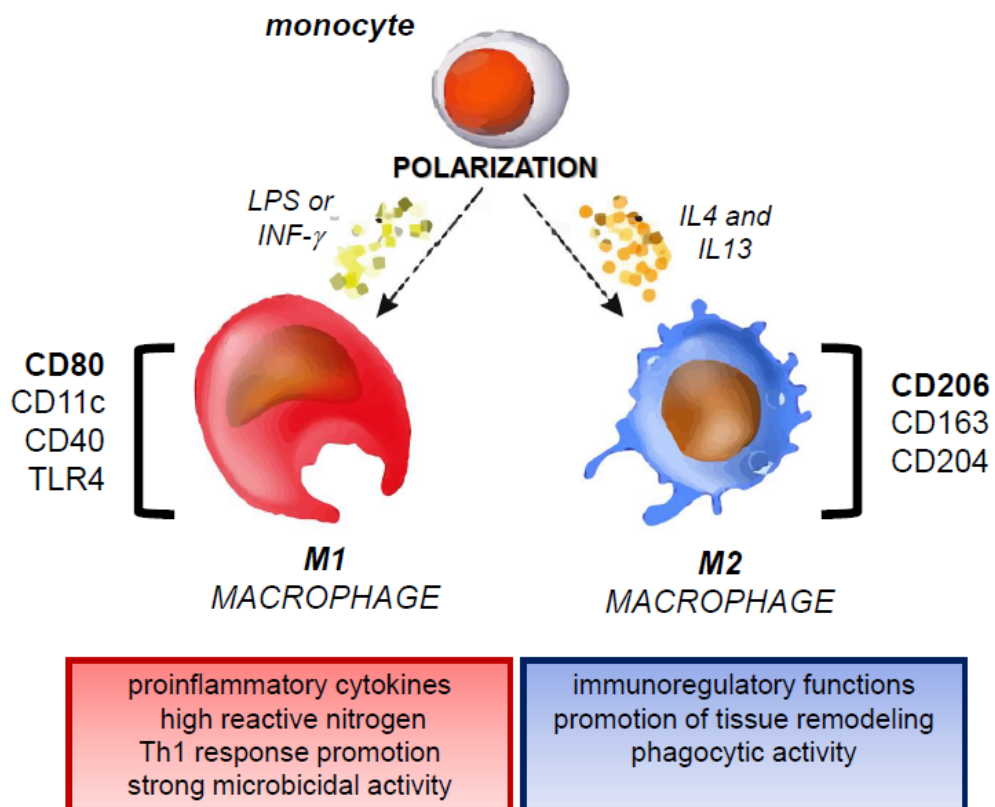 monocyte
POLARIZATION
LPS or
INF-γ
IL4 and
IL13
CD80
CD11c
CD40
TLR4
CD206
CD163
CD204
M1
MACROPHAGE
M2
MACROPHAGE
proinflammatory cytokines
high reactive nitrogen
Th1 response promotion
strong microbicidal activity
immunoregulatory functions
promotion of tissue remodeling
phagocytic activity